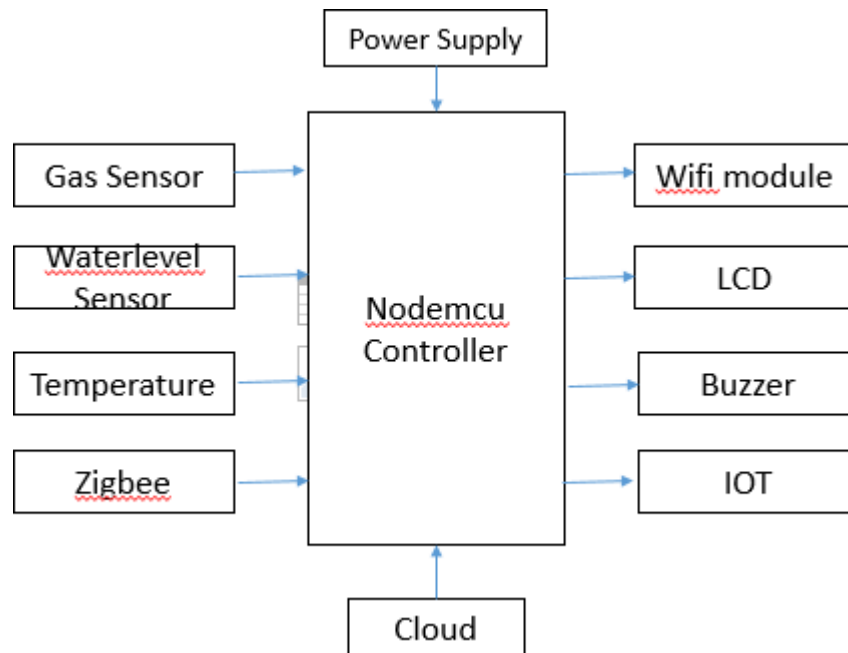 Power Supply
Gas Sensor
Wifi module
Waterlevel
Sensor
LCD
Nodemcu
Controller
Temperature
Buzzer
Zigbee
IOT
Cloud